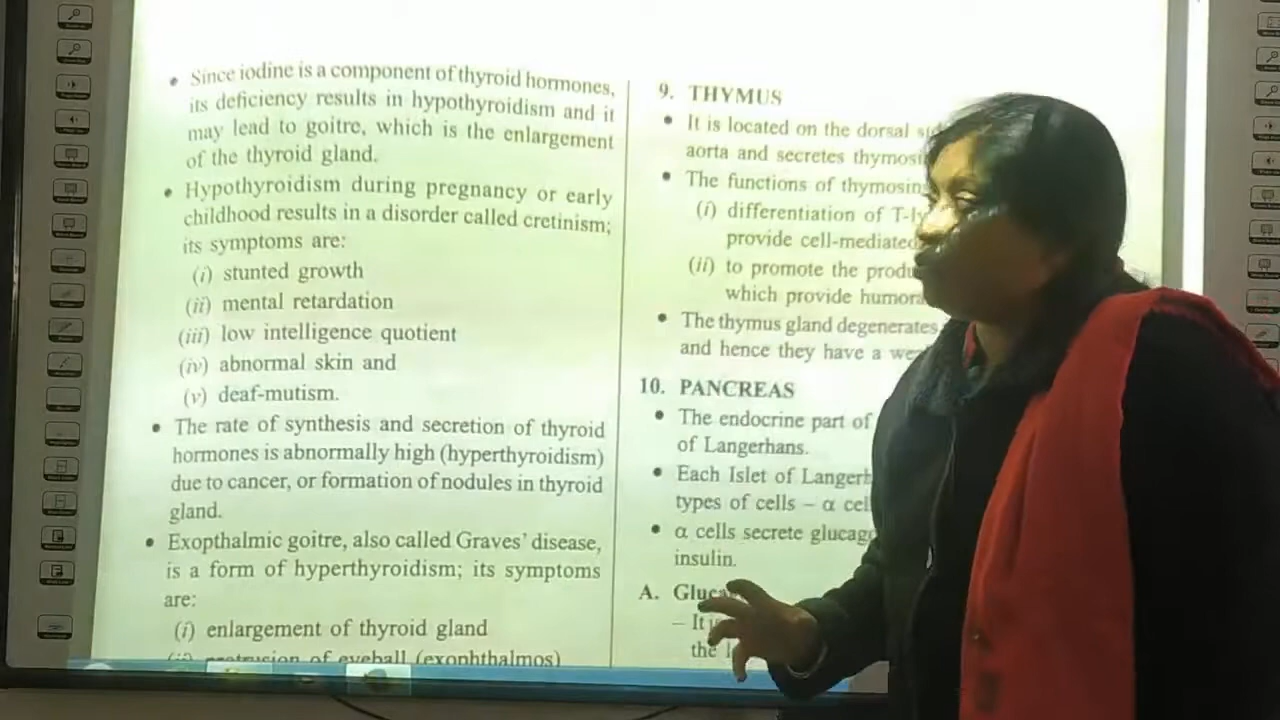 • Since iodine is a component of thyroid hormones,
its deficiency results in hypothyroidism and it
may lead to goitre, which is the enlargement
of the thyroid gland.
• Hypothyroidism during pregnancy or early
childhood results in a disorder called cretinism;
its symptoms are:
(i) stunted growth
(ii) mental retardation
(iii) low intelligence quotient
(iv) abnormal skin and
(v) deaf-mutism.
• The rate of synthesis and secretion of thyroid
hormones is abnormally high (hyperthyroidism)
due to cancer, or formation of nodules in thyroid
gland.
• Exopthalmic goitre, also called Graves' disease,
is a form of hyperthyroidism; its symptoms
are:
(i) enlargement of thyroid gland
(ii) protrusion of eyeball (exophthalmos)
9. THYMUS
• It is located on the dorsal
aorta and secretes
• The functions of
(i) differentiation of
provide cell-mediated
(ii) to promote the
which provide
• The thymus gland degenerates
and hence they have a
10. PANCREAS
• The endocrine part of
of Langerhans.
• Each Islet of
types of cells – α
• α cells secrete
insulin.
A.
– It
the